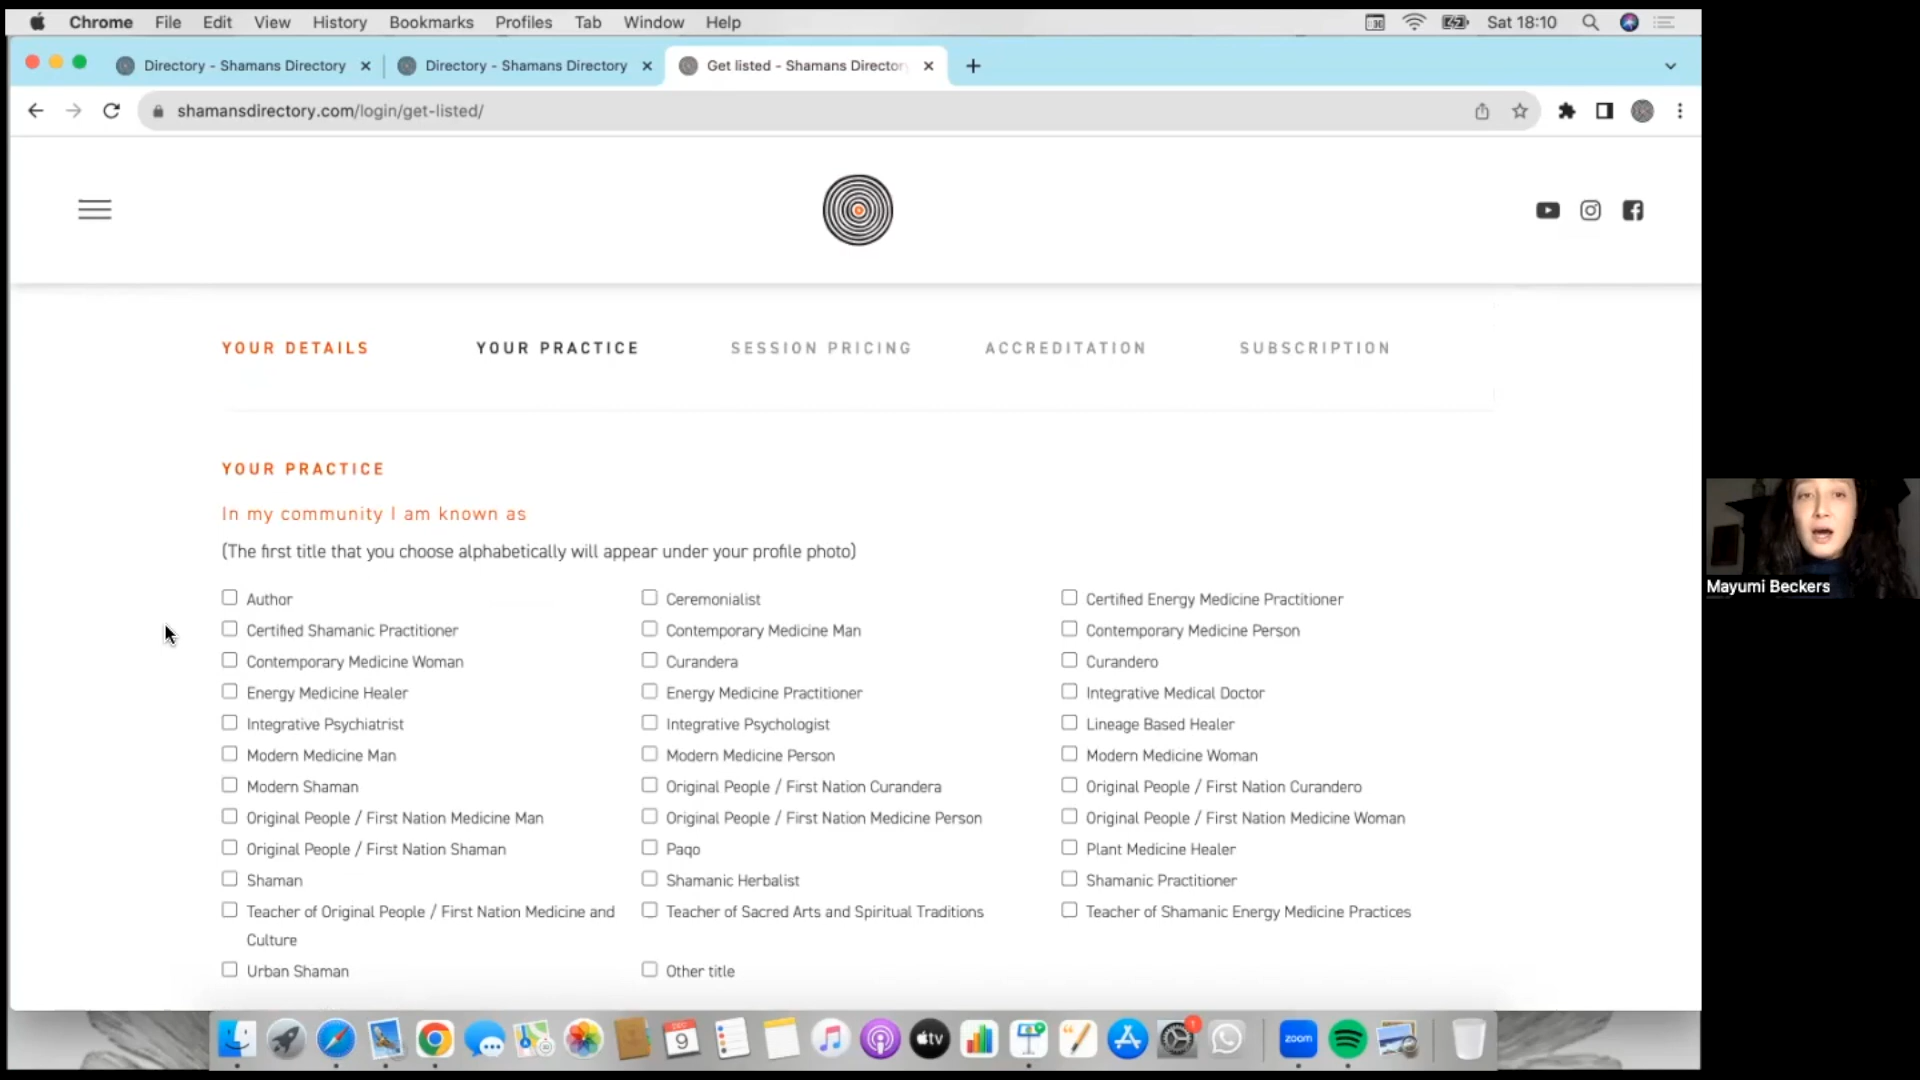 Chrome File Edit View History Bookmarks Profiles Tab Window Help Sat 18:10
Directory - Shamans Directory Directory - Shamans Directory Get listed - Shamans Director
shamansdirectory.com/login/get-listed/
YOUR DETAILS YOUR PRACTICE SESSION PRICING ACCREDITATION SUBSCRIPTION
YOUR PRACTICE
In my community I am known as
(The first title that you choose alphabetically will appear under your profile photo)
Author Ceremonialist Certified Energy Medicine Practitioner
Certified Shamanic Practitioner Contemporary Medicine Man Contemporary Medicine Person
Contemporary Medicine Woman Curandera Curandero
Energy Medicine Healer Energy Medicine Practitioner Integrative Medical Doctor
Integrative Psychiatrist Integrative Psychologist Lineage Based Healer
Modern Medicine Man Modern Medicine Person Modern Medicine Woman
Modern Shaman Original People / First Nation Curandera Original People / First Nation Curandero
Original People / First Nation Medicine Man Original People / First Nation Medicine Person Original People / First Nation Medicine Woman
Original People / First Nation Shaman Paqo Plant Medicine Healer
Shaman Shamanic Herbalist Shamanic Practitioner
Teacher of Original People / First Nation Medicine and Teacher of Sacred Arts and Spiritual Traditions Teacher of Shamanic Energy Medicine Practices
Culture
Urban Shaman Other title
Mayumi Beckers
DEC
9
tv
1
zoom